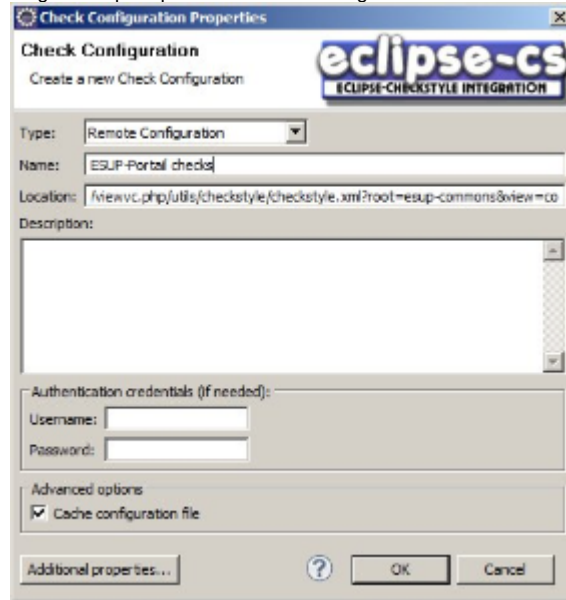 Check Configuration Properties
Check Configuration
Create a new Check Configuration
eclipse-cs
ECLIPSE-CHECKSTYLE INTEGRATION
Type: Remote Configuration
Name: ESUP-Portail checks
Location: /viewvc.php/utils/checkstyle/checkstyle.xml?root=esup-commons&view=co
Description:
Authentication credentials (if needed):
Username:
Password:
Advanced options
Cache configuration file
Additional properties...
? OK Cancel